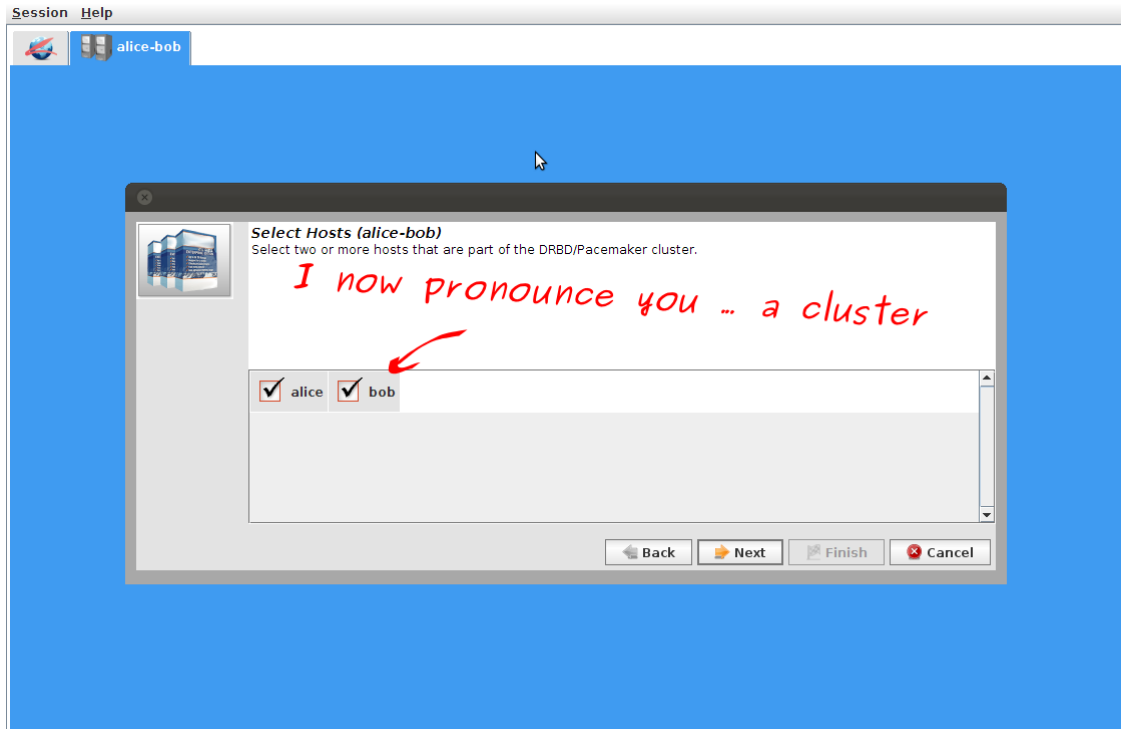 Session Help
alice-bob
Select Hosts (alice-bob)
Select two or more hosts that are part of the DRBD/Pacemaker cluster.
I now pronounce you ... a cluster
alice bob
Back Next Finish Cancel